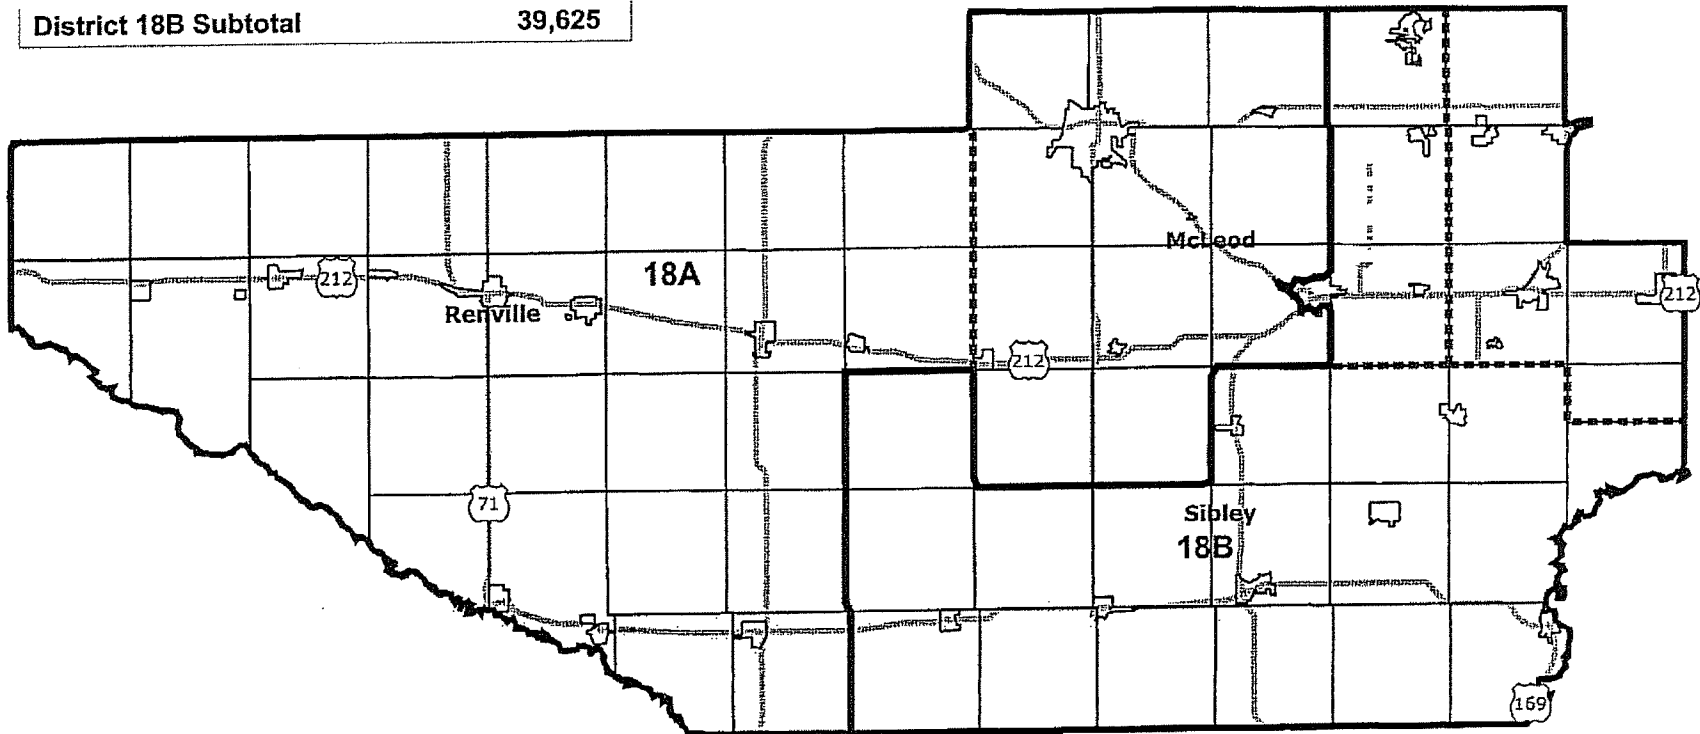 District 18B Subtotal 39,625
McLeod
18A
212
Renville
212
212
71
Sibley
18B
169